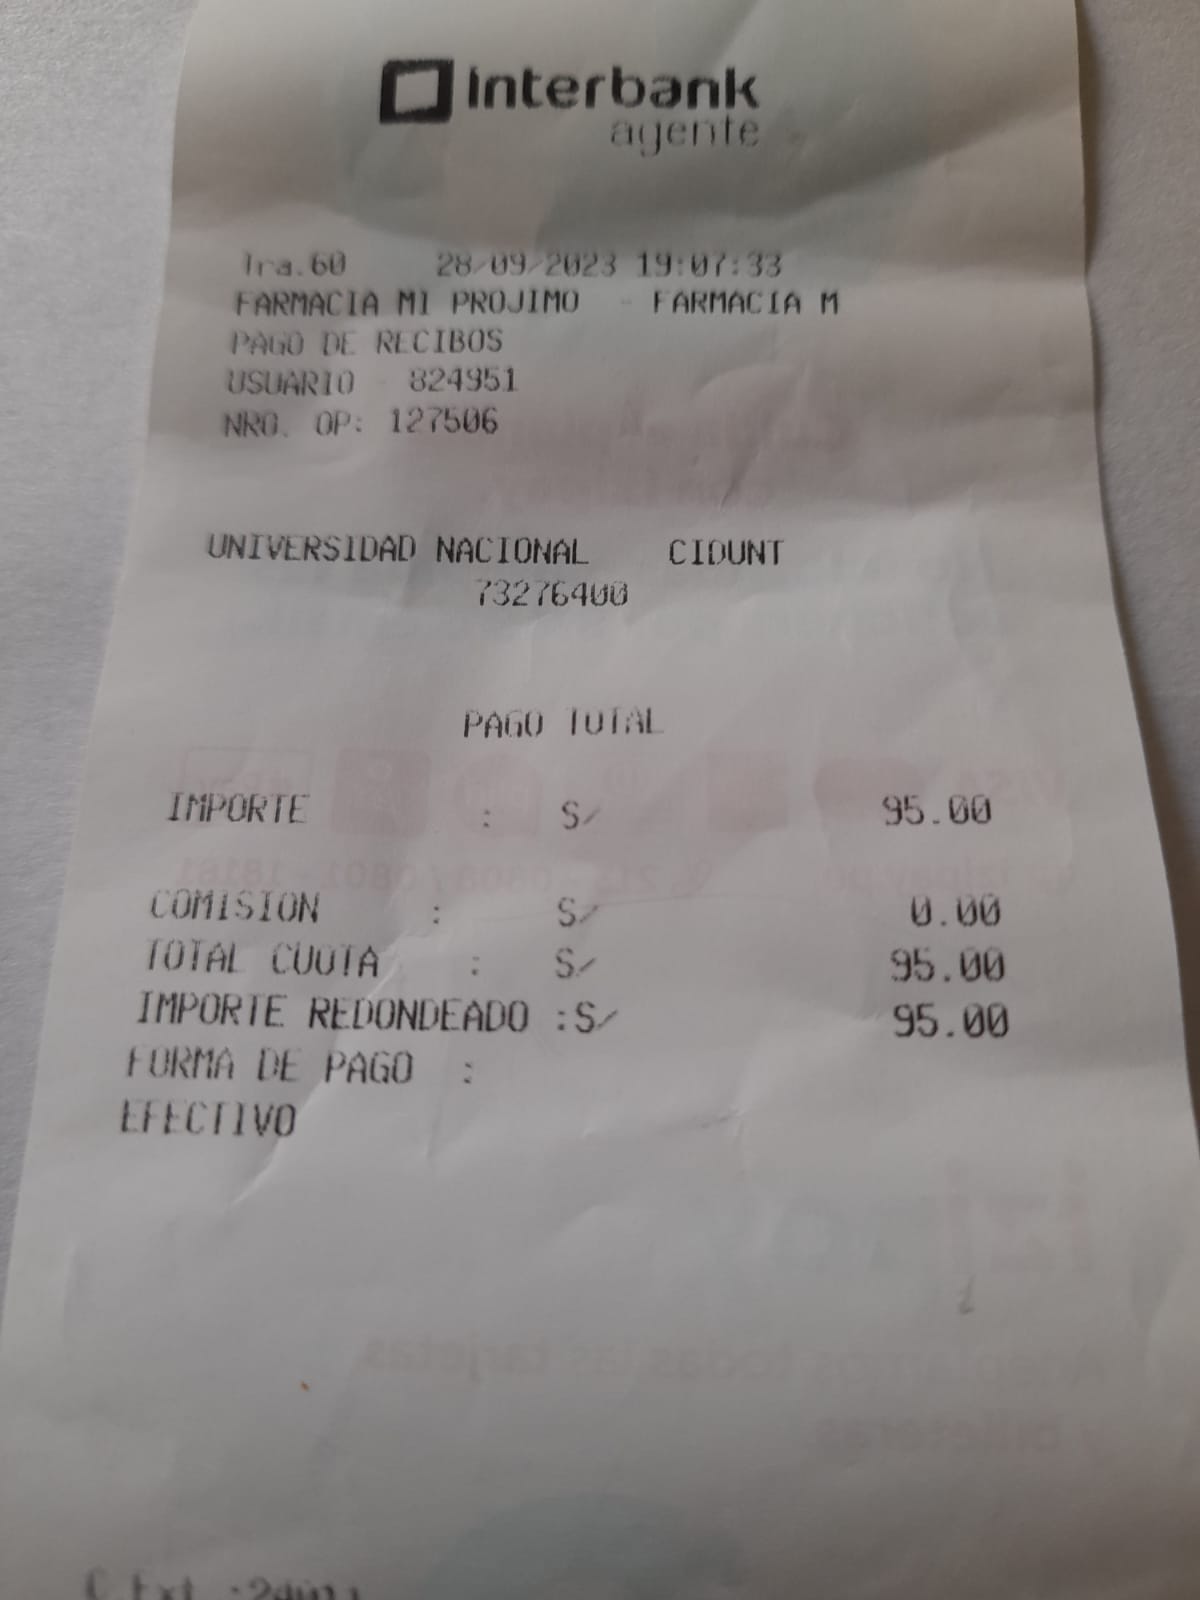 interbank
agente
Tra.60 28/09/2023 19:07:33
FARMACIA MI PROJIMO - FARMACIA M
PAGO DE RECIBOS
USUARIO - 824951
NRO. OP: 127506
UNIVERSIDAD NACIONAL CIDUNT
73276400
PAGO TOTAL
IMPORTE : S/ 95.00
COMISION : S/ 0.00
TOTAL CUOTA : S/ 95.00
IMPORTE REDONDEADO :S/ 95.00
FORMA DE PAGO :
EFECTIVO